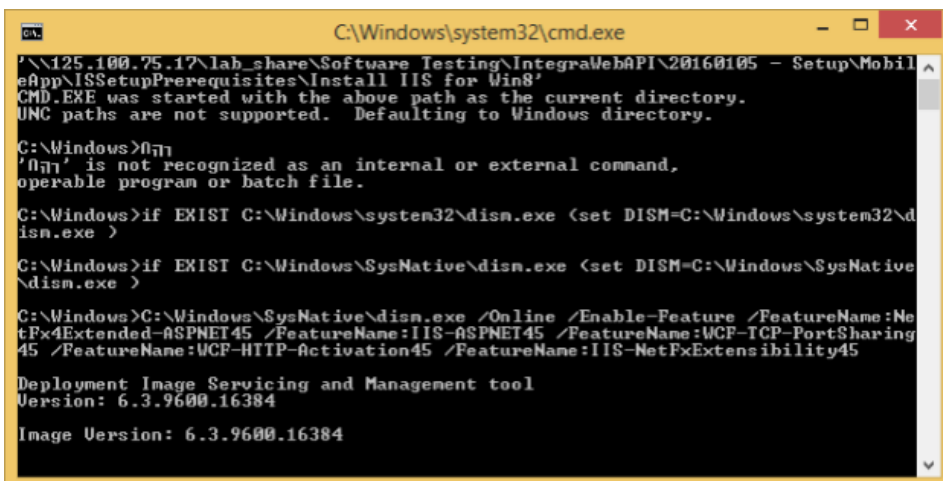 C:\Windows\system32\cmd.exe
'\\125.100.75.17\lab_share\Software Testing\IntegraWebAPI\20160105 - Setup\Mobil
eApp\ISSetupPrerequisites\Install IIS for Win8'
CMD.EXE was started with the above path as the current directory.
UNC paths are not supported.  Defaulting to Windows directory.
C:\Windows>∩╗┐
'∩╗┐' is not recognized as an internal or external command,
operable program or batch file.
C:\Windows>if EXIST C:\Windows\system32\dism.exe (set DISM=C:\Windows\system32\d
ism.exe )
C:\Windows>if EXIST C:\Windows\SysNative\dism.exe (set DISM=C:\Windows\SysNative
\dism.exe )
C:\Windows>C:\Windows\SysNative\dism.exe /Online /Enable-Feature /FeatureName:Ne
tFx4Extended-ASPNET45 /FeatureName:IIS-ASPNET45 /FeatureName:WCF-TCP-PortSharing
45 /FeatureName:WCF-HTTP-Activation45 /FeatureName:IIS-NetFxExtensibility45
Deployment Image Servicing and Management tool
Version: 6.3.9600.16384
Image Version: 6.3.9600.16384